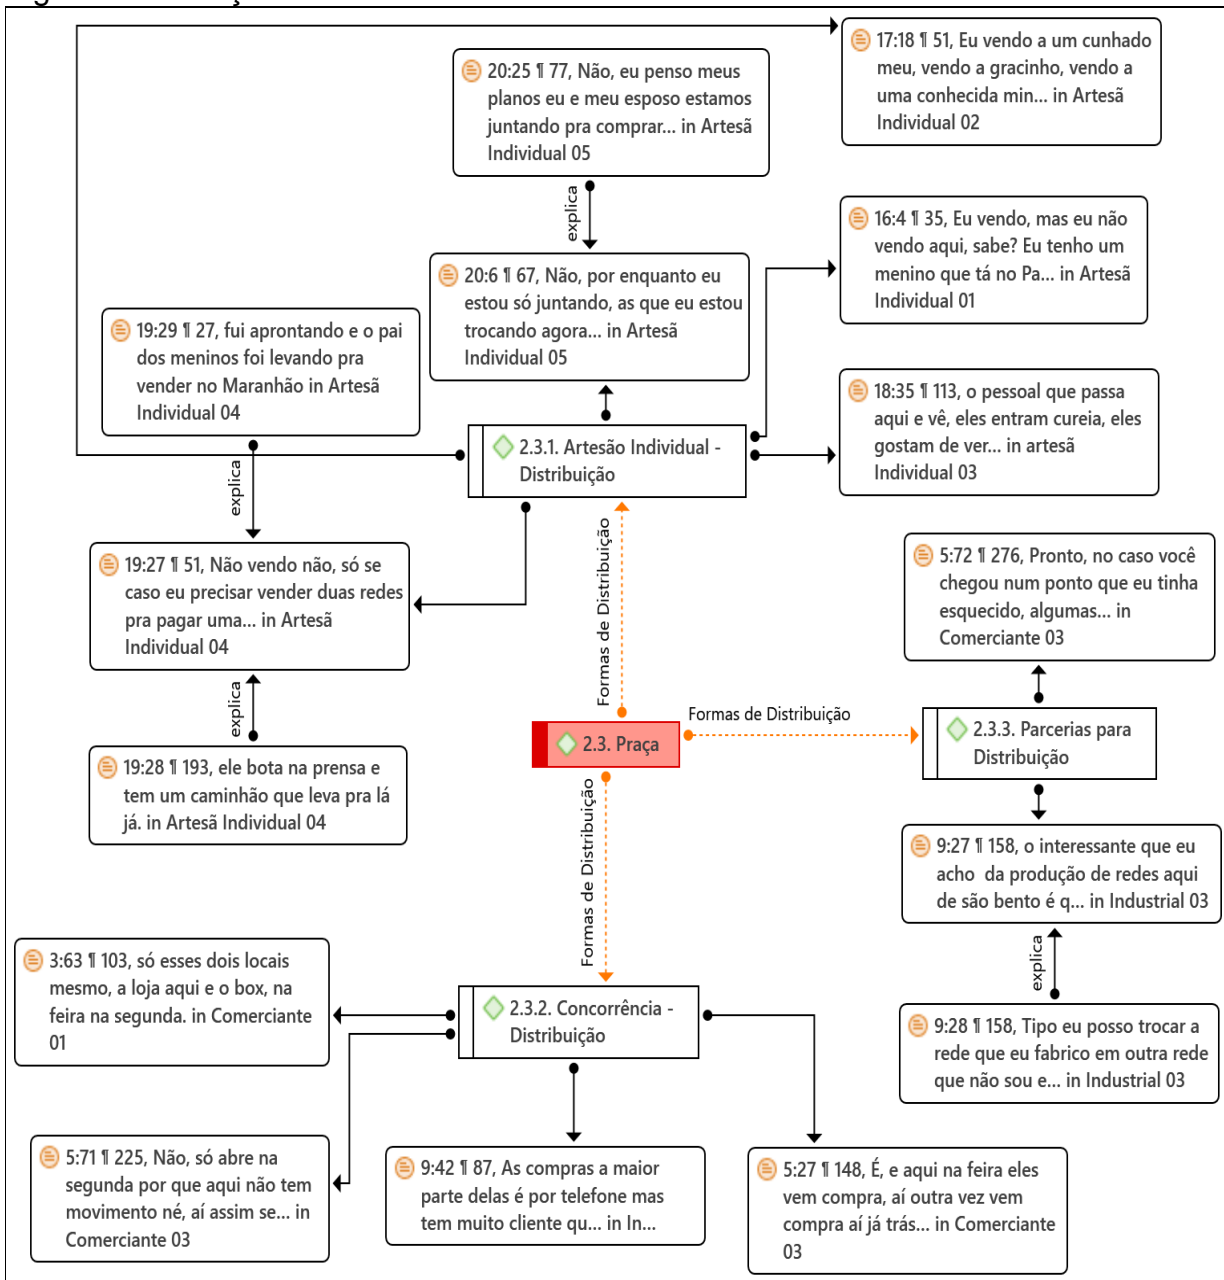 17:18 ¶ 51, Eu vendo a um cunhado
meu, vendo a gracinho, vendo a
uma conhecida min... in Artesã
Individual 02
20:25 ¶ 77, Não, eu penso meus
planos eu e meu esposo estamos
juntando pra comprar... in Artesã
Individual 05
explica
16:4 ¶ 35, Eu vendo, mas eu não
vendo aqui, sabe? Eu tenho um
menino que tá no Pa... in Artesã
Individual 01
20:6 ¶ 67, Não, por enquanto eu
estou só juntando, as que eu estou
trocando agora... in Artesã
Individual 05
19:29 ¶ 27, fui aprontando e o pai
dos meninos foi levando pra
vender no Maranhão in Artesã
Individual 04
18:35 ¶ 113, o pessoal que passa
aqui e vê, eles entram cureia, eles
gostam de ver... in artesã
Individual 03
2.3.1. Artesão Individual -
Distribuição
explica
Formas de Distribuição
19:27 ¶ 51, Não vendo não, só se
caso eu precisar vender duas redes
pra pagar uma... in Artesã
Individual 04
5:72 ¶ 276, Pronto, no caso você
chegou num ponto que eu tinha
esquecido, algumas... in
Comerciante 03
explica
Formas de Distribuição
2.3. Praça
2.3.3. Parcerias para
Distribuição
19:28 ¶ 193, ele bota na prensa e
tem um caminhão que leva pra lá
já. in Artesã Individual 04
Formas de Distribuição
9:27 ¶ 158, o interessante que eu
acho da produção de redes aqui
de são bento é q... in Industrial 03
explica
3:63 ¶ 103, só esses dois locais
mesmo, a loja aqui e o box, na
feira na segunda. in Comerciante
01
2.3.2. Concorrência -
Distribuição
9:28 ¶ 158, Tipo eu posso trocar a
rede que eu fabrico em outra rede
que não sou e... in Industrial 03
5:71 ¶ 225, Não, só abre na
segunda por que aqui não tem
movimento né, aí assim se... in
Comerciante 03
9:42 ¶ 87, As compras a maior
parte delas é por telefone mas
tem muito cliente qu... in In...
5:27 ¶ 148, É, e aqui na feira eles
vem compra, aí outra vez vem
compra aí já trás... in Comerciante
03